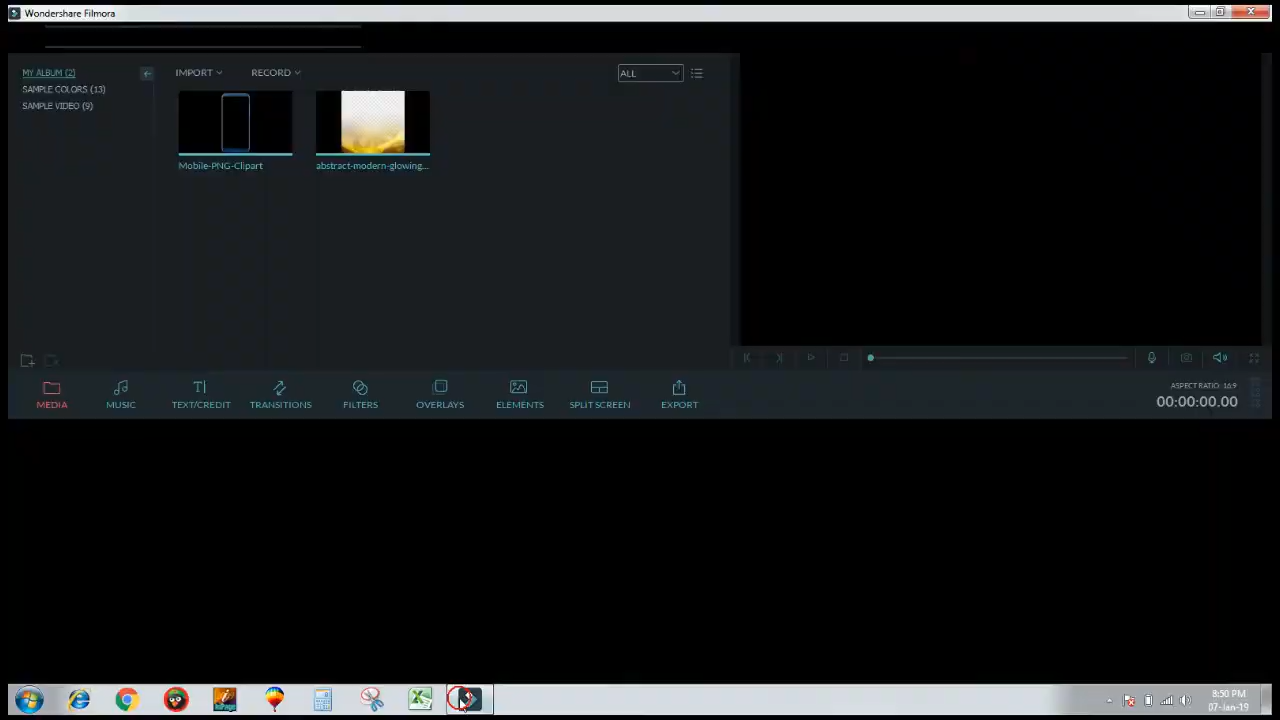 Wondershare Filmora
MY ALBUM (2)
SAMPLE COLORS (13)
SAMPLE VIDEO (9)
IMPORT
RECORD
ALL
Mobile-PNG-Clipart
abstract-modern-glowing...
MEDIA
MUSIC
TEXT/CREDIT
TRANSITIONS
FILTERS
OVERLAYS
ELEMENTS
SPLIT SCREEN
EXPORT
ASPECT RATIO: 16:9
00:00:00.00
8:50 PM
07-Jan-19